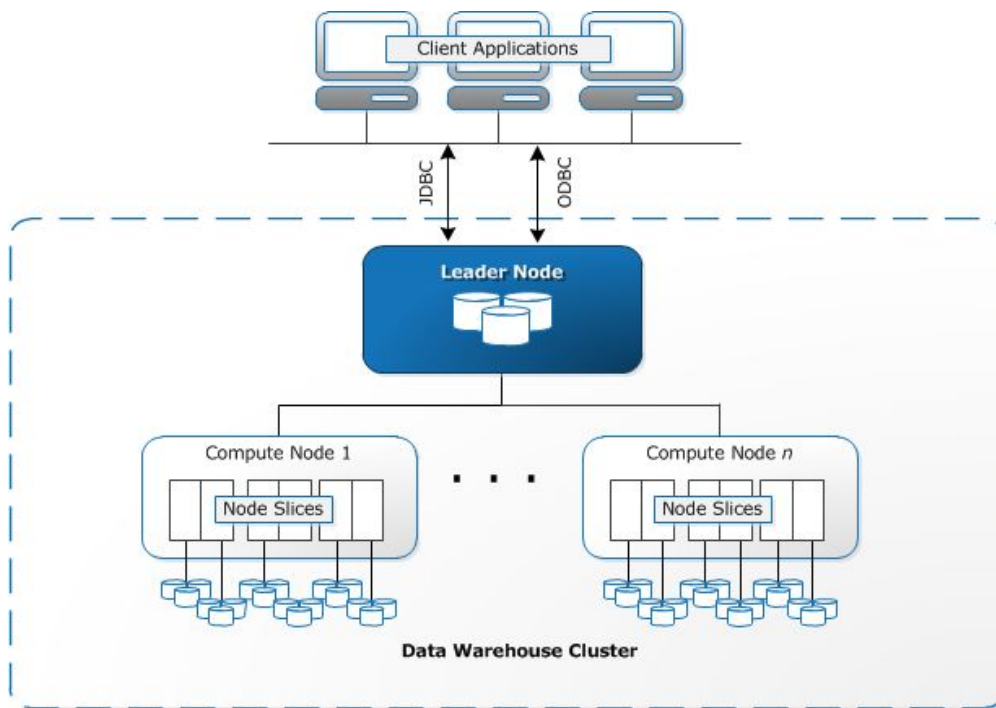 Client Applications
JDBC
ODBC
Leader Node
Compute Node 1
Compute Node n
. . .
Node Slices
Node Slices
Data Warehouse Cluster